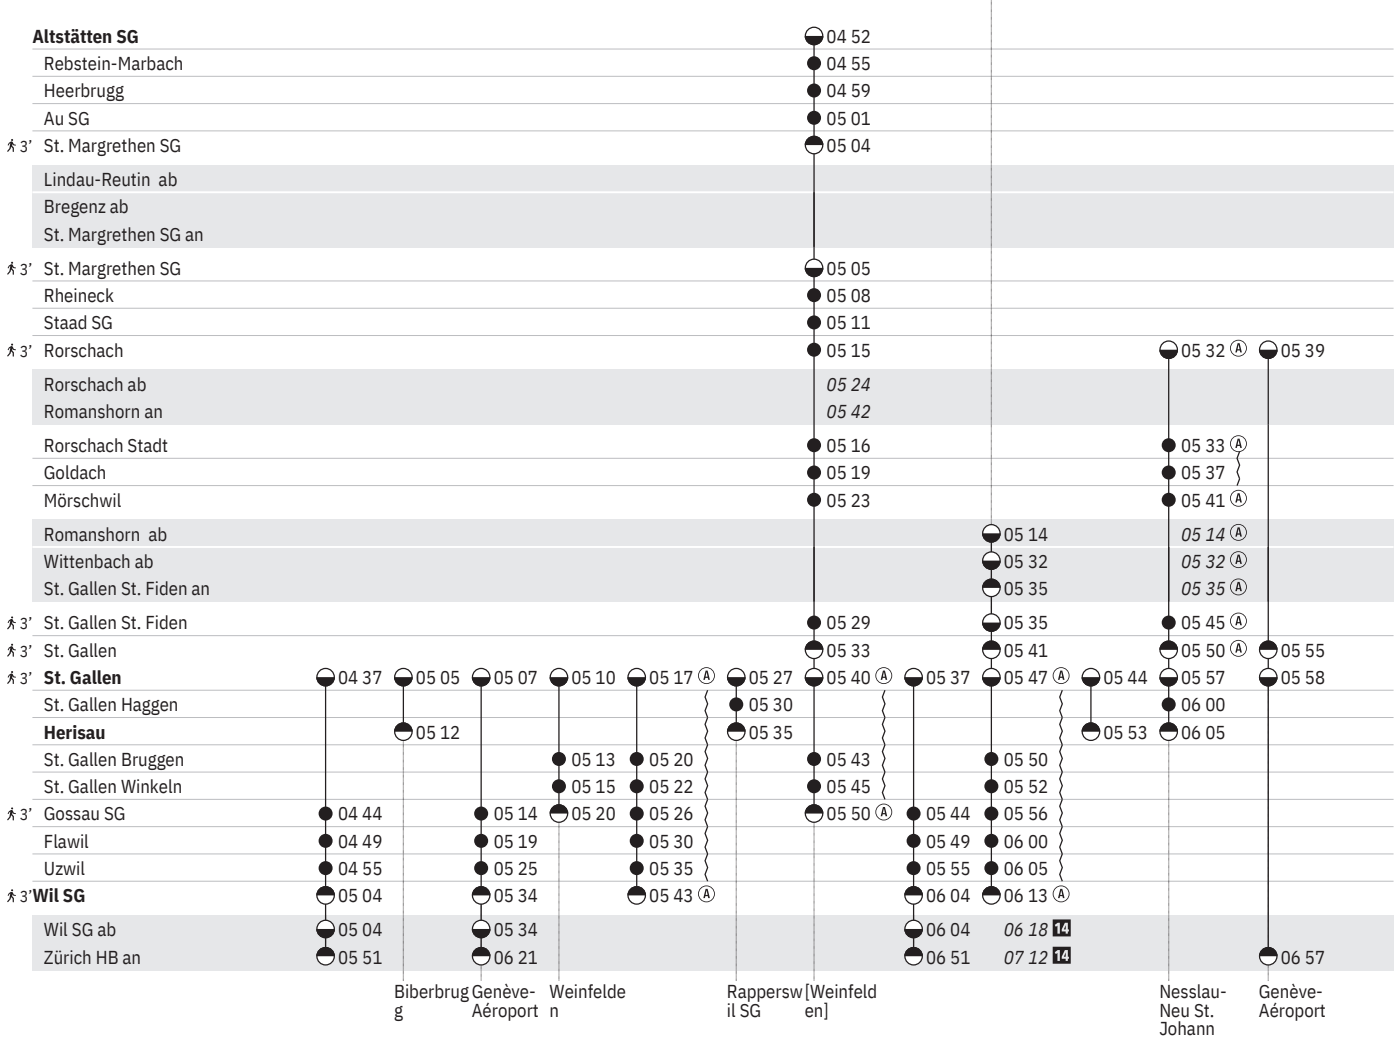 Altstätten SG 04 52
Rebstein-Marbach 04 55
Heerbrugg 04 59
Au SG 05 01
3' St. Margrethen SG 05 04
Lindau-Reutin ab
Bregenz ab
St. Margrethen SG an
3' St. Margrethen SG 05 05
Rheineck 05 08
Staad SG 05 11
3' Rorschach 05 15 05 32 A 05 39
Rorschach ab 05 24
Romanshorn an 05 42
Rorschach Stadt 05 16 05 33 A
Goldach 05 19 05 37
Mörschwil 05 23 05 41 A
Romanshorn ab 05 14 05 14 A
Wittenbach ab 05 32 05 32 A
St. Gallen St. Fiden an 05 35 05 35 A
3' St. Gallen St. Fiden 05 29 05 35 05 45 A
3' St. Gallen 05 33 05 41 05 50 A 05 55
3' St. Gallen 04 37 05 05 05 07 05 10 05 17 A 05 27 05 40 A 05 37 05 47 A 05 44 05 57 05 58
St. Gallen Haggen 05 30 06 00
Herisau 05 12 05 35 05 53 06 05
St. Gallen Bruggen 05 13 05 20 05 43 05 50
St. Gallen Winkeln 05 15 05 22 05 45 05 52
3' Gossau SG 04 44 05 14 05 20 05 26 05 50 A 05 44 05 56
Flawil 04 49 05 19 05 30 05 49 06 00
Uzwil 04 55 05 25 05 35 05 55 06 05
3' Wil SG 05 04 05 34 05 43 A 06 04 06 13 A
Wil SG ab 05 04 05 34 06 04 06 18 14
Zürich HB an 05 51 06 21 06 51 07 12 14 06 57
Biberbrug Genève- Weinfelde Rappersw [Weinfeld Nesslau- Genève-
g Aéroport n il SG en] Neu St. Aéroport
Johann